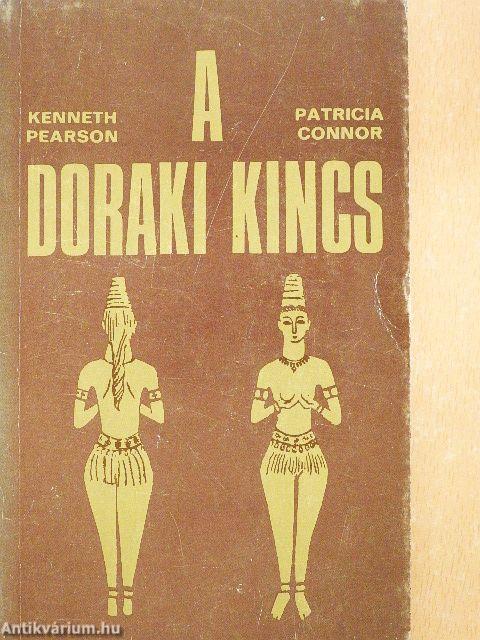 A
KENNETH
PEARSON
PATRICIA
CONNOR
DORAKI KINCS
Antikvárium.hu